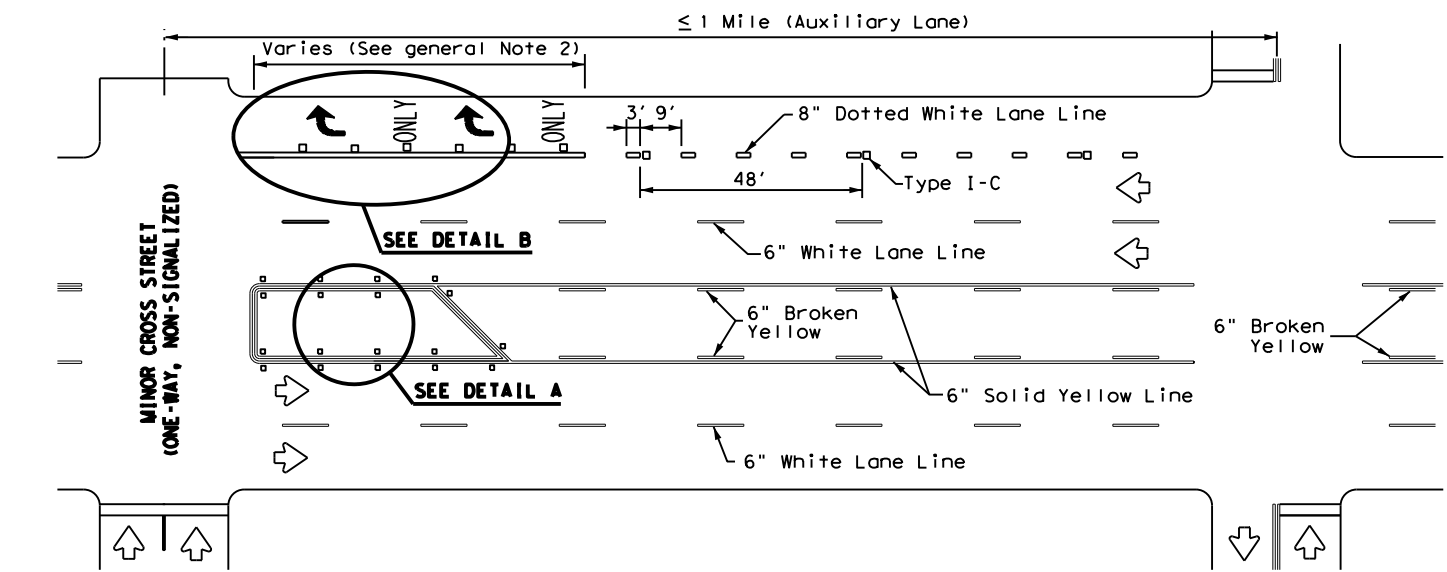 ≤ 1 Mile (Auxiliary Lane)
Varies (See general Note 2)
ONLY
ONLY
3' 9'
8" Dotted White Lane Line
48'
Type I-C
SEE DETAIL B
6" White Lane Line
MINOR CROSS STREET
(ONE-WAY, NON-SIGNALIZED)
6" Broken
Yellow
6" Broken
Yellow
SEE DETAIL A
6" Solid Yellow Line
6" White Lane Line